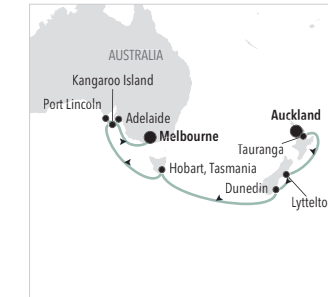 AUSTRALIA
Kangaroo Island
Port Lincoln
Adelaide
Auckland
Melbourne
Tauranga
Hobart, Tasmania
Dunedin
Lyttelto